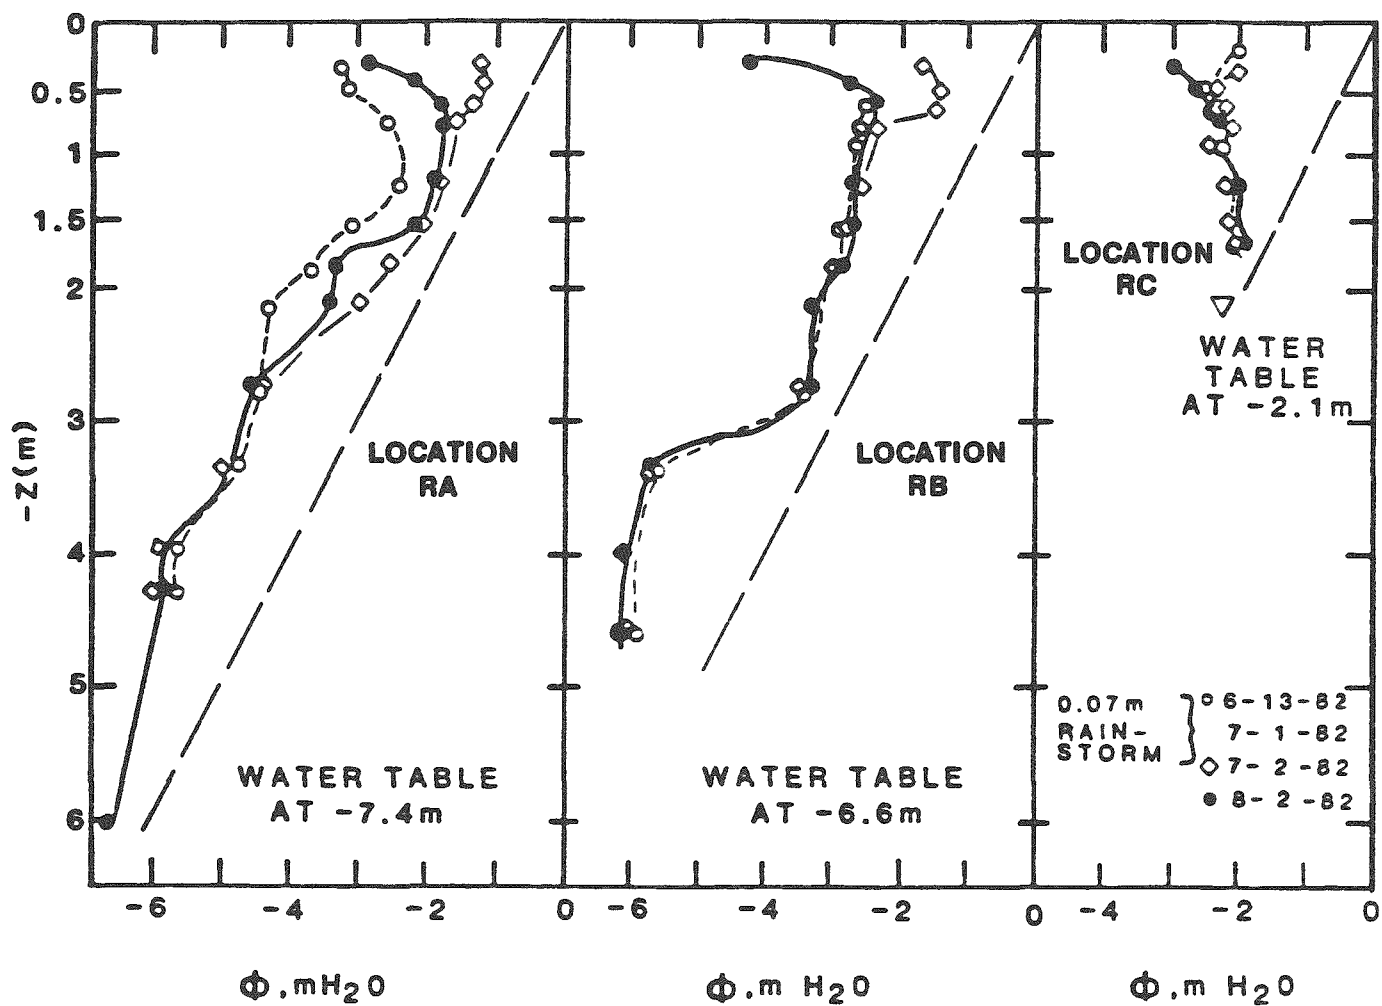 0
0.5
1
1.5
2
3
4
5
6
-Z(m)
LOCATION
RA
WATER TABLE
AT -7.4m
LOCATION
RB
WATER TABLE
AT -6.6m
LOCATION
RC
WATER
TABLE
AT -2.1m
0.07m
RAIN-
STORM
6-13-82
7-1-82
7-2-82
8-2-82
-6 -4 -2 0
-6 -4 -2 0
-4 -2 0
Φ,mH2O
Φ,m H2O
Φ,m H2O